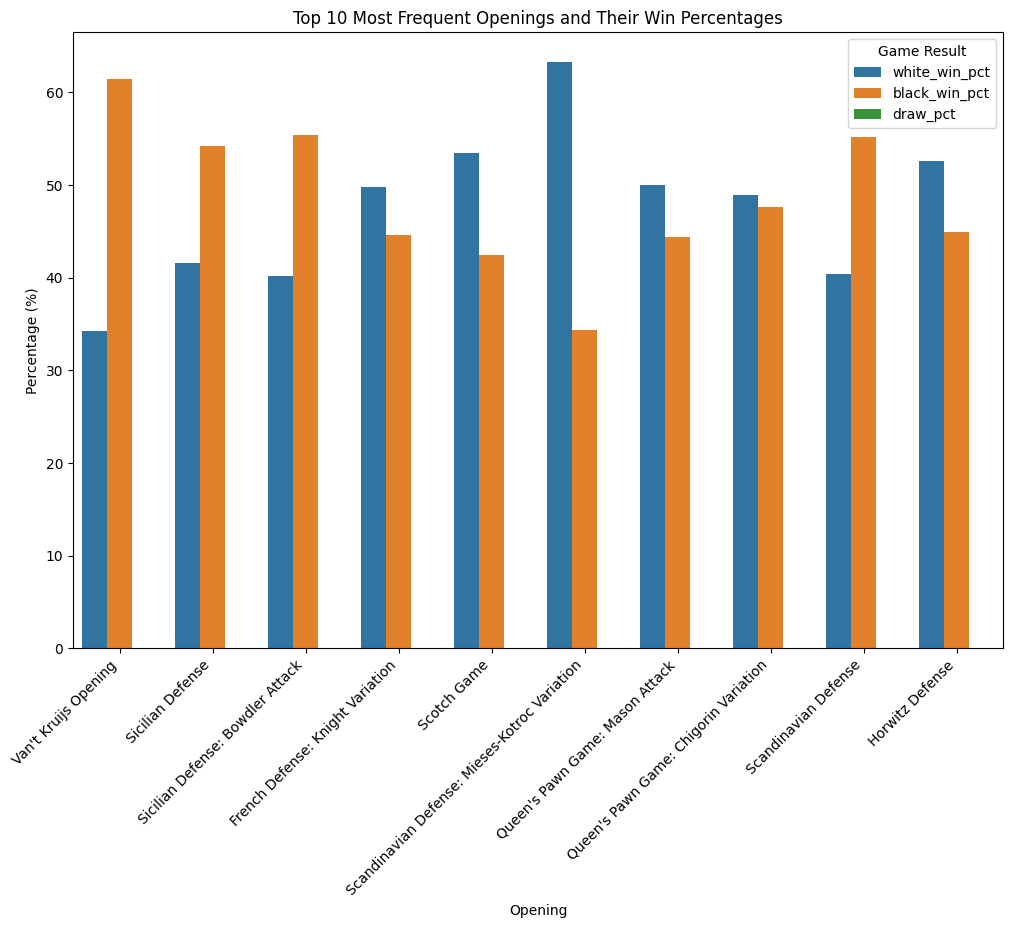 Top 10 Most Frequent Openings and Their Win Percentages
Game Result
white_win_pct
black_win_pct
draw_pct
Percentage (%)
60
50
40
30
20
10
0
Van't Kruijs Opening
Sicilian Defense
Sicilian Defense: Bowdler Attack
French Defense: Knight Variation
Scotch Game
Scandinavian Defense: Mieses-Kotroc Variation
Queen's Pawn Game: Mason Attack
Queen's Pawn Game: Chigorin Variation
Scandinavian Defense
Horwitz Defense
Opening